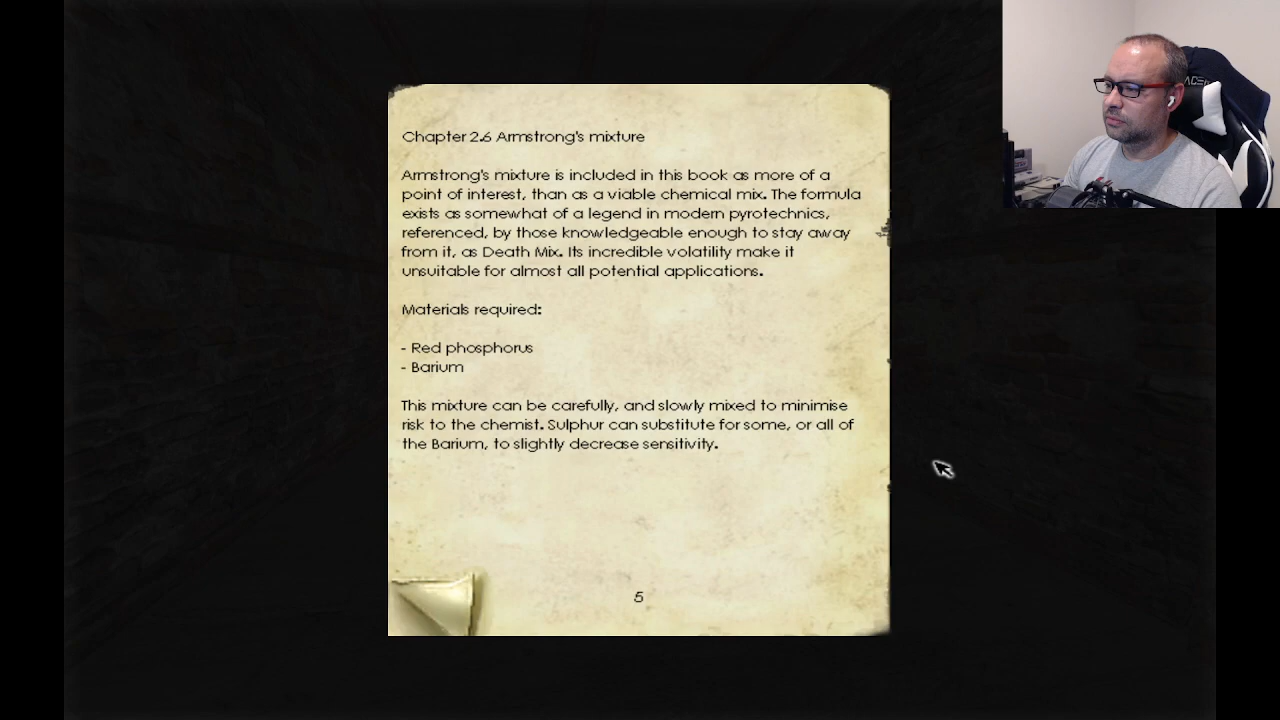 Chapter 2.6 Armstrong's mixture
Armstrong's mixture is included in this book as more of a
point of interest, than as a viable chemical mix. The formula
exists as somewhat of a legend in modern pyrotechnics,
referenced, by those knowledgeable enough to stay away
from it, as Death Mix. Its incredible volatility make it
unsuitable for almost all potential applications.
Materials required:
- Red phosphorus
- Barium
This mixture can be carefully, and slowly mixed to minimise
risk to the chemist. Sulphur can substitute for some, or all of
the Barium, to slightly decrease sensitivity.
5